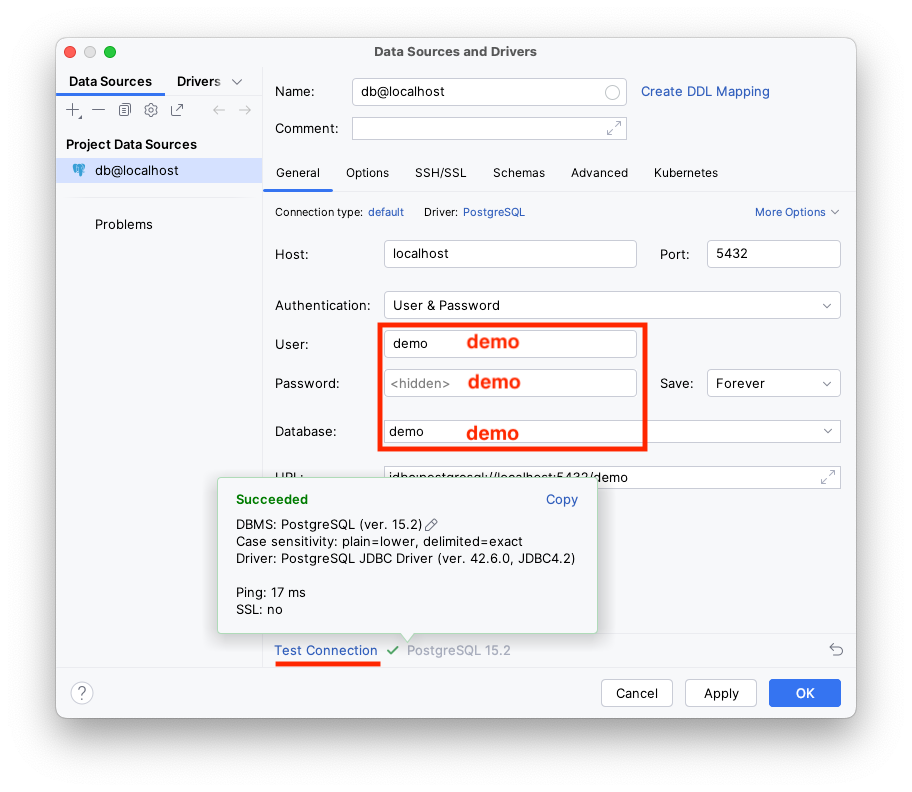 Data Sources and Drivers
Data Sources Drivers
Project Data Sources
db@localhost
Problems
Name: db@localhost Create DDL Mapping
Comment:
General Options SSH/SSL Schemas Advanced Kubernetes
Connection type: default Driver: PostgreSQL More Options
Host: localhost Port: 5432
Authentication: User & Password
User: demo demo
Password: <hidden> demo Save: Forever
Database: demo demo
URL: jdbc:postgresql://localhost:5432/demo
Succeeded Copy
DBMS: PostgreSQL (ver. 15.2)
Case sensitivity: plain=lower, delimited=exact
Driver: PostgreSQL JDBC Driver (ver. 42.6.0, JDBC4.2)
Ping: 17 ms
SSL: no
Test Connection PostgreSQL 15.2
? Cancel Apply OK